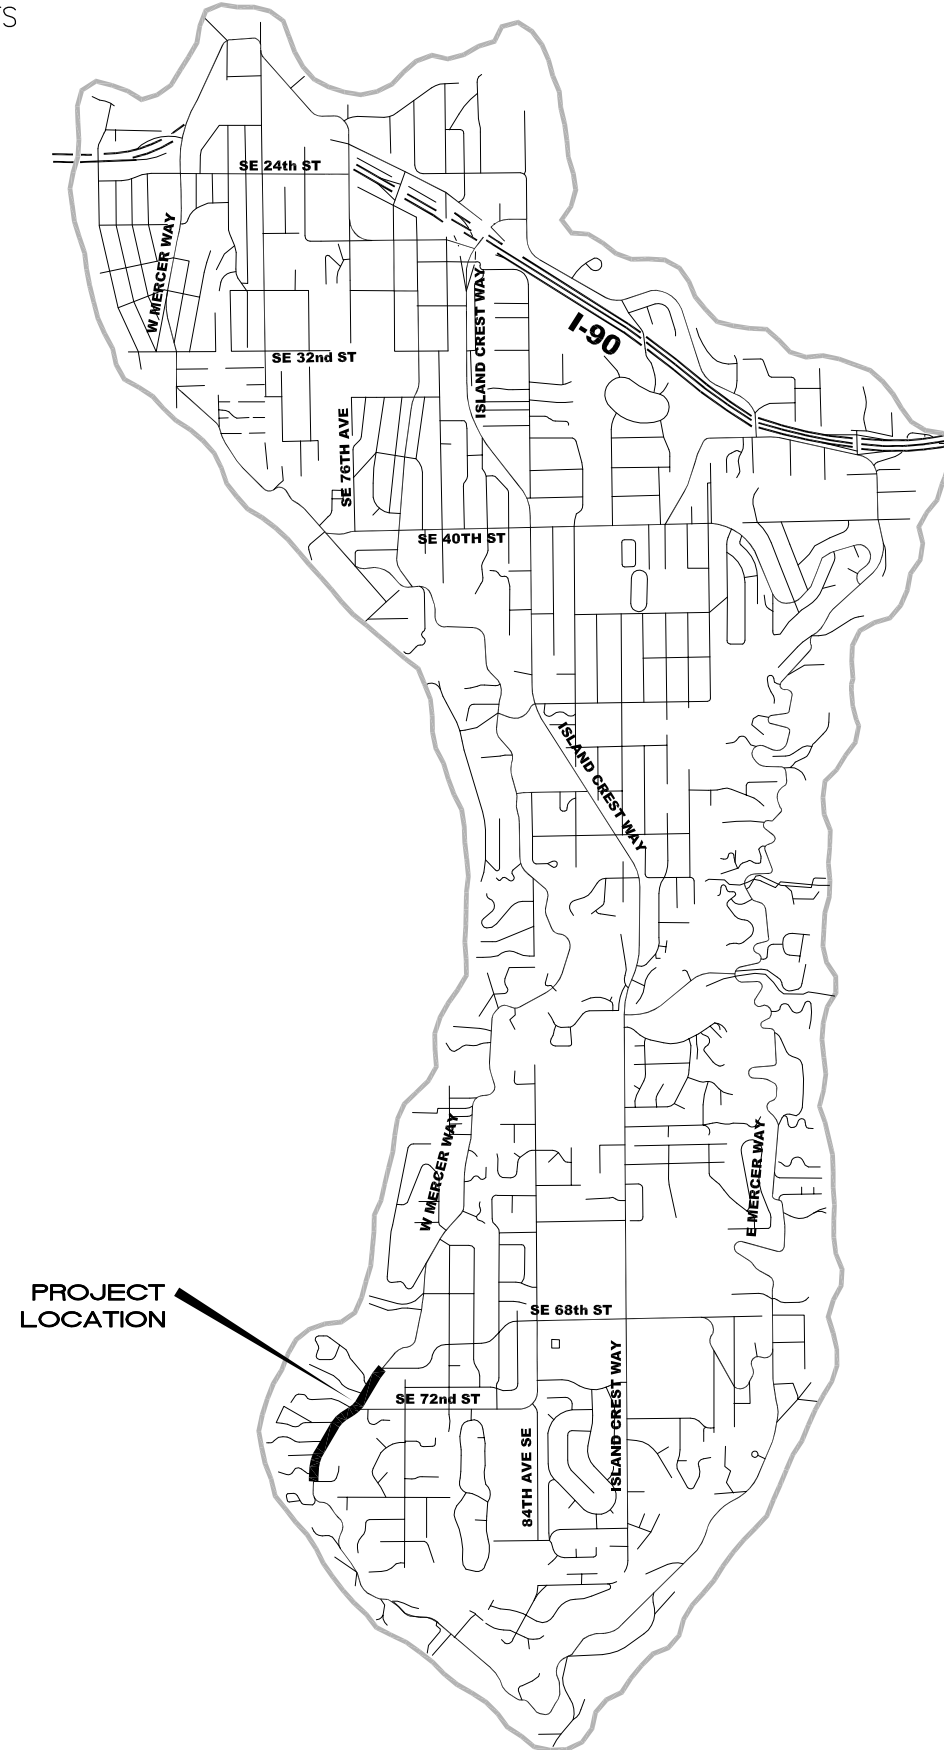 TS
SE 24th ST
W MERCER WAY
ISLAND CREST WAY
I-90
SE 32nd ST
SE 76TH AVE
SE 40TH ST
ISLAND CREST WAY
W MERCER WAY
E MERCER WAY
PROJECT
LOCATION
SE 68th ST
ISLAND CREST WAY
SE 72nd ST
84TH AVE SE